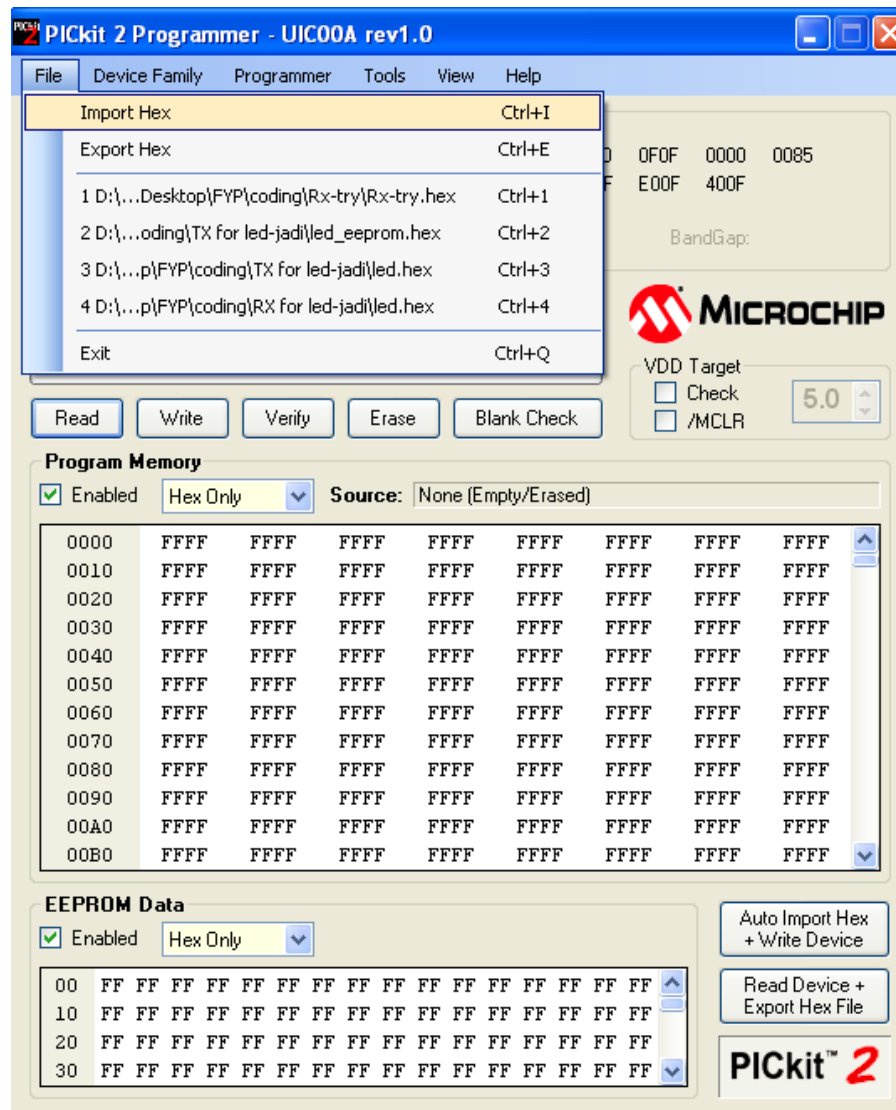 PICkit 2 Programmer - UIC00A rev1.0
File Device Family Programmer Tools View Help
Import Hex Ctrl+I
Export Hex Ctrl+E
1 D:\...Desktop\FYP\coding\Rx-try\Rx-try.hex Ctrl+1
2 D:\...oding\TX for led-jadi\led_eeprom.hex Ctrl+2
3 D:\...p\FYP\coding\TX for led-jadi\led.hex Ctrl+3
4 D:\...p\FYP\coding\RX for led-jadi\led.hex Ctrl+4
Exit Ctrl+Q
0F0F 0000 0085
E00F 400F
BandGap:
MICROCHIP
VDD Target
Check
/MCLR
5.0
Read Write Verify Erase Blank Check
Program Memory
Enabled Hex Only Source: None (Empty/Erased)
0000 FFFF FFFF FFFF FFFF FFFF FFFF FFFF FFFF
0010 FFFF FFFF FFFF FFFF FFFF FFFF FFFF FFFF
0020 FFFF FFFF FFFF FFFF FFFF FFFF FFFF FFFF
0030 FFFF FFFF FFFF FFFF FFFF FFFF FFFF FFFF
0040 FFFF FFFF FFFF FFFF FFFF FFFF FFFF FFFF
0050 FFFF FFFF FFFF FFFF FFFF FFFF FFFF FFFF
0060 FFFF FFFF FFFF FFFF FFFF FFFF FFFF FFFF
0070 FFFF FFFF FFFF FFFF FFFF FFFF FFFF FFFF
0080 FFFF FFFF FFFF FFFF FFFF FFFF FFFF FFFF
0090 FFFF FFFF FFFF FFFF FFFF FFFF FFFF FFFF
00A0 FFFF FFFF FFFF FFFF FFFF FFFF FFFF FFFF
00B0 FFFF FFFF FFFF FFFF FFFF FFFF FFFF FFFF
EEPROM Data
Enabled Hex Only
00 FF FF FF FF FF FF FF FF FF FF FF FF FF FF FF FF
10 FF FF FF FF FF FF FF FF FF FF FF FF FF FF FF FF
20 FF FF FF FF FF FF FF FF FF FF FF FF FF FF FF FF
30 FF FF FF FF FF FF FF FF FF FF FF FF FF FF FF FF
Auto Import Hex
+ Write Device
Read Device +
Export Hex File
PICkit™ 2